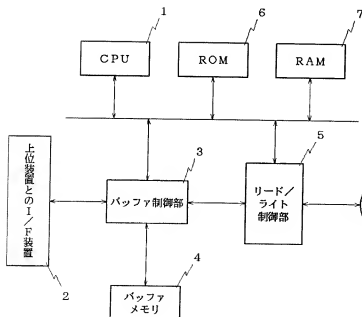 1
6
7
CPU
ROM
RAM
3
5
上位装置とのI/F装置
バッファ制御部
リード/
ライト
制御部
2
4
バッファ
メモリ